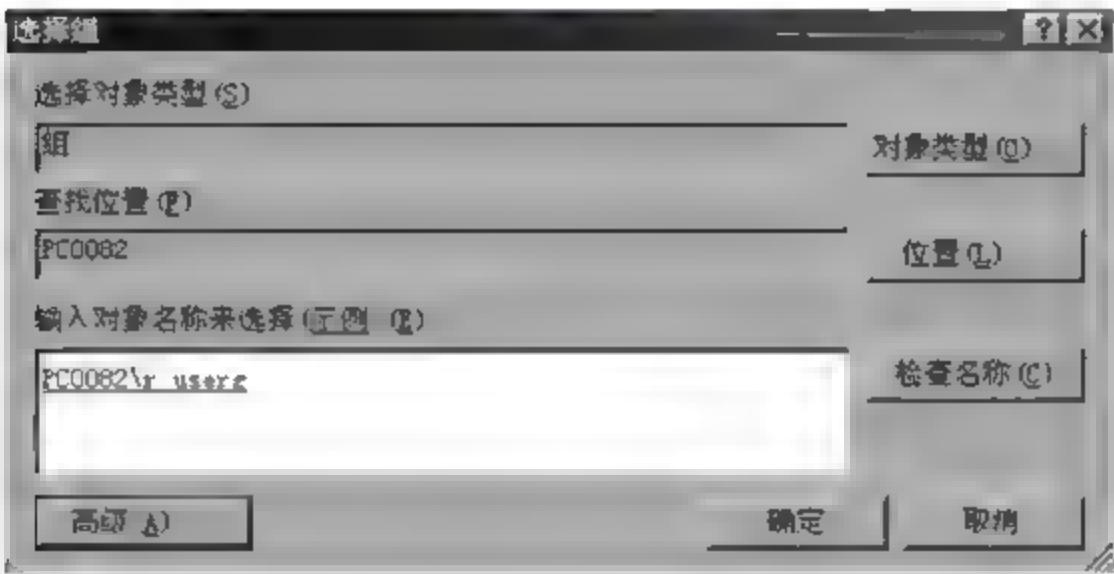 选择组
选择对象类型(S)
组
对象类型(O)
查找位置(F)
PC0082
位置(L)
输入对象名称来选择(示例 (E)
PC0082\r_users
检查名称(C)
高级 A)
确定
取消